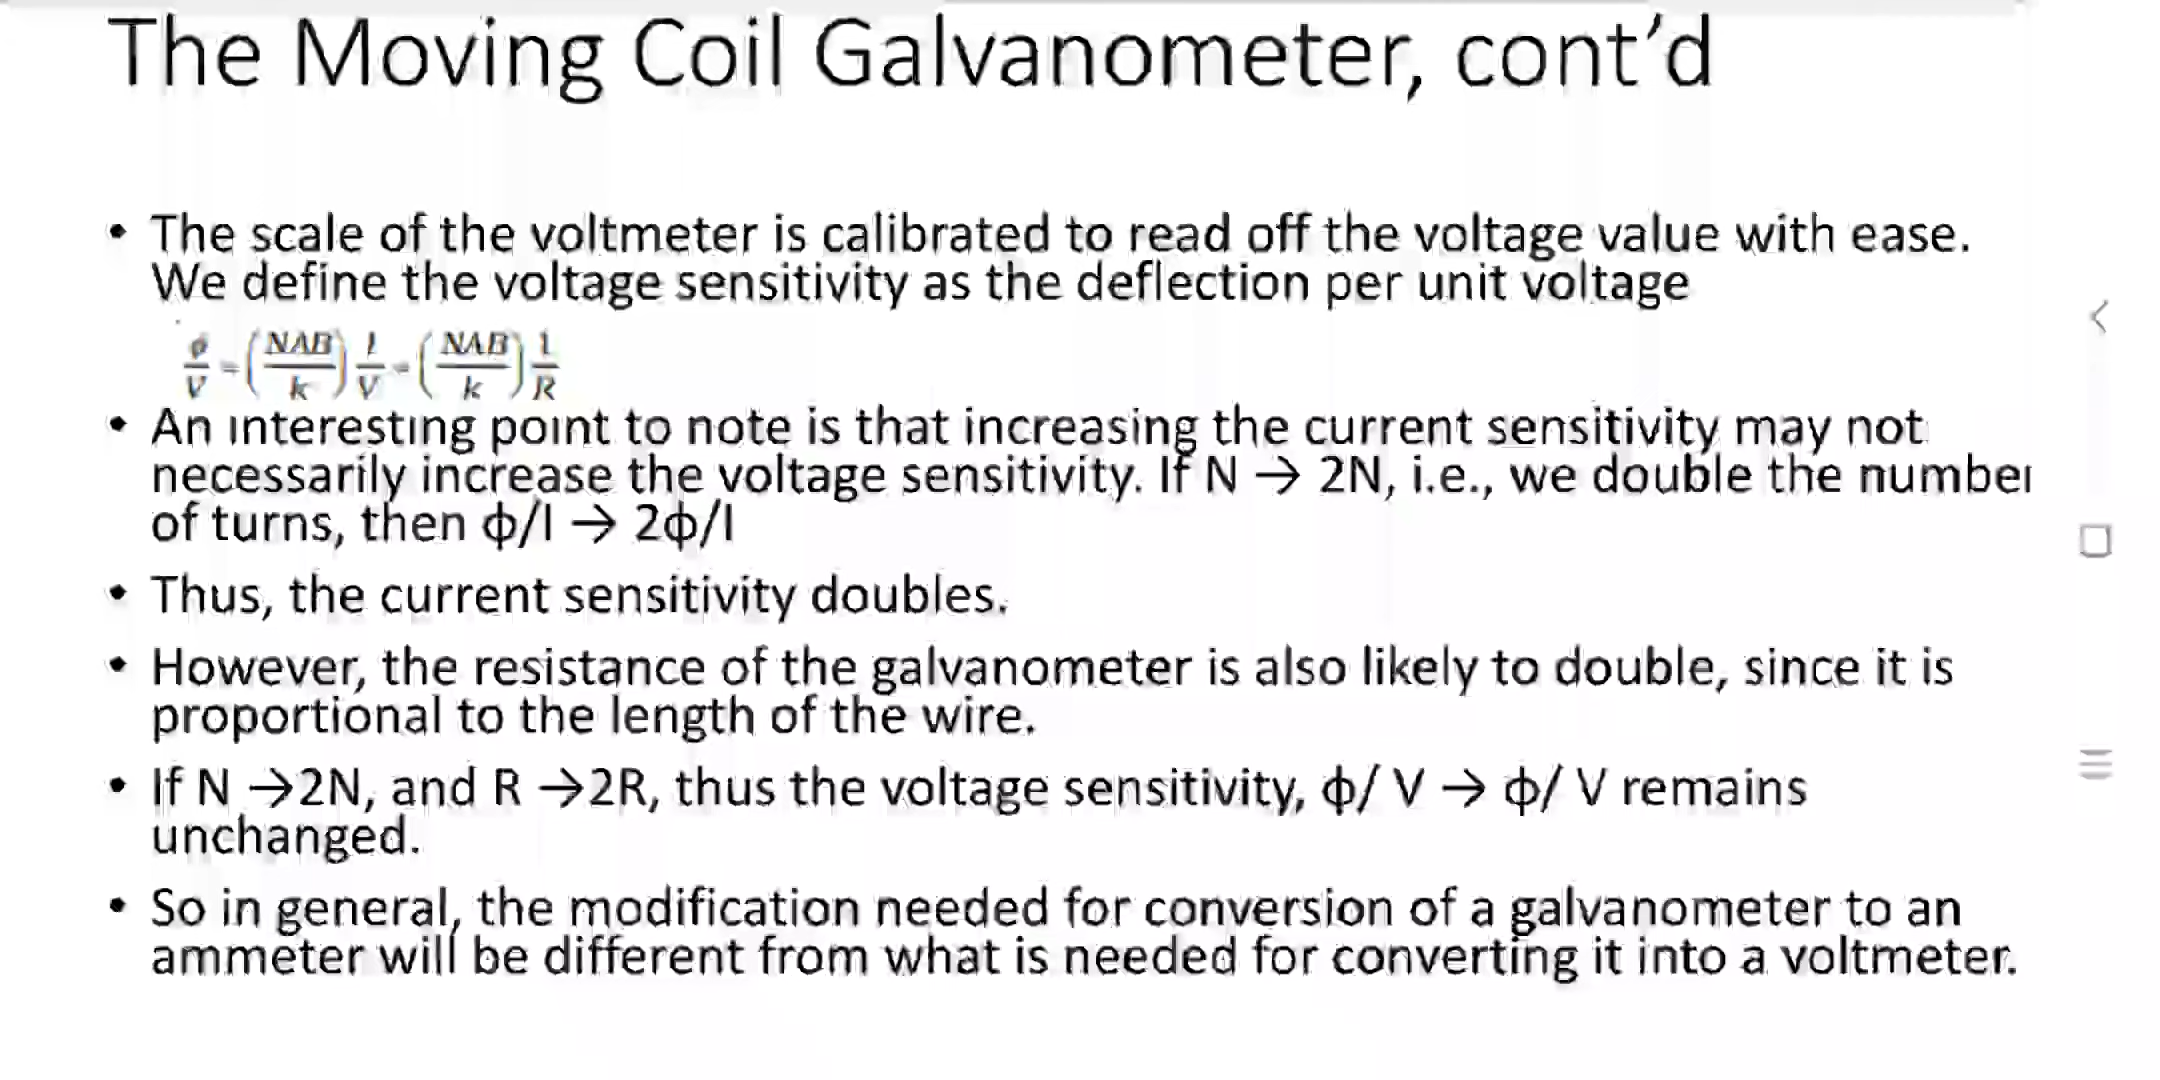 The Moving Coil Galvanometer, cont'd
• The scale of the voltmeter is calibrated to read off the voltage value with ease.
We define the voltage sensitivity as the deflection per unit voltage
ϕ/V = (NAB/k) I/V = (NAB/k) 1/R
• An interesting point to note is that increasing the current sensitivity may not
necessarily increase the voltage sensitivity. If N → 2N, i.e., we double the number
of turns, then ϕ/I → 2ϕ/I
• Thus, the current sensitivity doubles.
• However, the resistance of the galvanometer is also likely to double, since it is
proportional to the length of the wire.
• If N →2N, and R →2R, thus the voltage sensitivity, ϕ/ V → ϕ/ V remains
unchanged.
• So in general, the modification needed for conversion of a galvanometer to an
ammeter will be different from what is needed for converting it into a voltmeter.